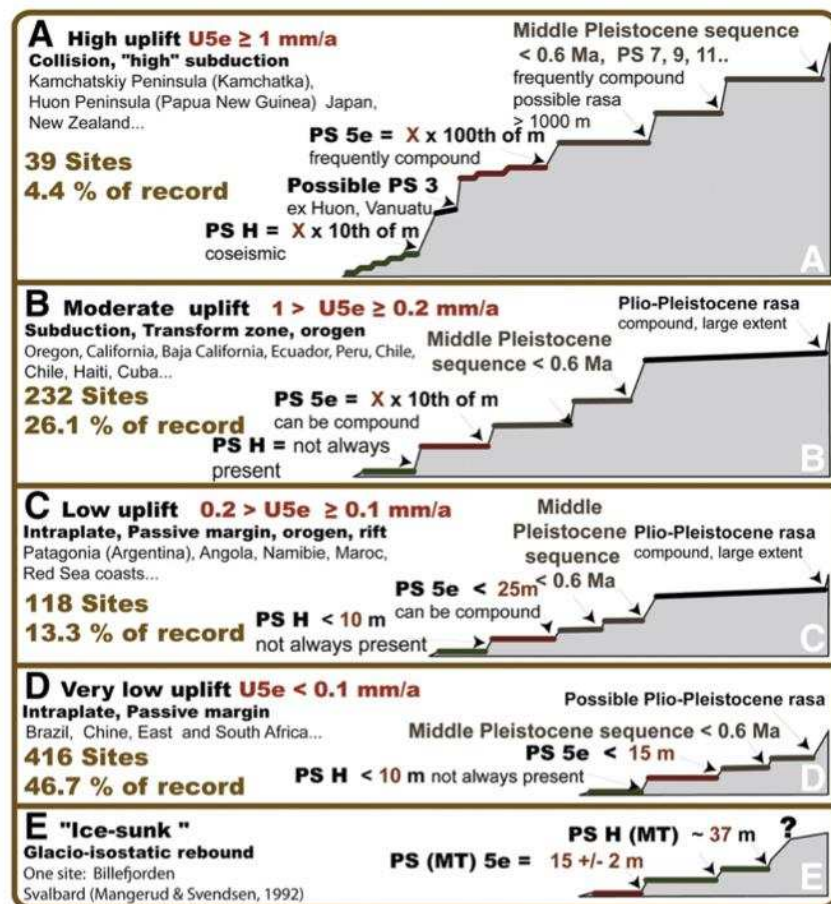 A High uplift U5e ≥ 1 mm/a
Collision, "high" subduction
Kamchatskiy Peninsula (Kamchatka),
Huon Peninsula (Papua New Guinea) Japan,
New Zealand...
39 Sites
4.4 % of record
Middle Pleistocene sequence
< 0.6 Ma, PS 7, 9, 11..
frequently compound
possible rasa
> 1000 m
PS 5e = X x 100th of m
frequently compound
Possible PS 3
ex Huon, Vanuatu
PS H = X x 10th of m
coseismic
A
B Moderate uplift 1 > U5e ≥ 0.2 mm/a
Subduction, Transform zone, orogen
Oregon, California, Baja California, Ecuador, Peru, Chile,
Chile, Haiti, Cuba...
232 Sites
26.1 % of record
Plio-Pleistocene rasa
compound, large extent
Middle Pleistocene
sequence < 0.6 Ma
PS 5e = X x 10th of m
can be compound
PS H = not always
present
B
C Low uplift 0.2 > U5e ≥ 0.1 mm/a
Intraplate, Passive margin, orogen, rift
Patagonia (Argentina), Angola, Namibie, Maroc,
Red Sea coasts...
118 Sites
13.3 % of record
Middle
Pleistocene
sequence
< 0.6 Ma
Plio-Pleistocene rasa
compound, large extent
PS 5e < 25m
can be compound
PS H < 10 m
not always present
C
D Very low uplift U5e < 0.1 mm/a
Intraplate, Passive margin
Brazil, Chine, East and South Africa...
416 Sites
46.7 % of record
Possible Plio-Pleistocene rasa
Middle Pleistocene sequence < 0.6 Ma
PS 5e < 15 m
PS H < 10 m not always present
D
E "Ice-sunk "
Glacio-isostatic rebound
One site: Billefjorden
Svalbard (Mangerud & Svendsen, 1992)
PS H (MT) ~ 37 m
?
PS (MT) 5e = 15 +/- 2 m
E